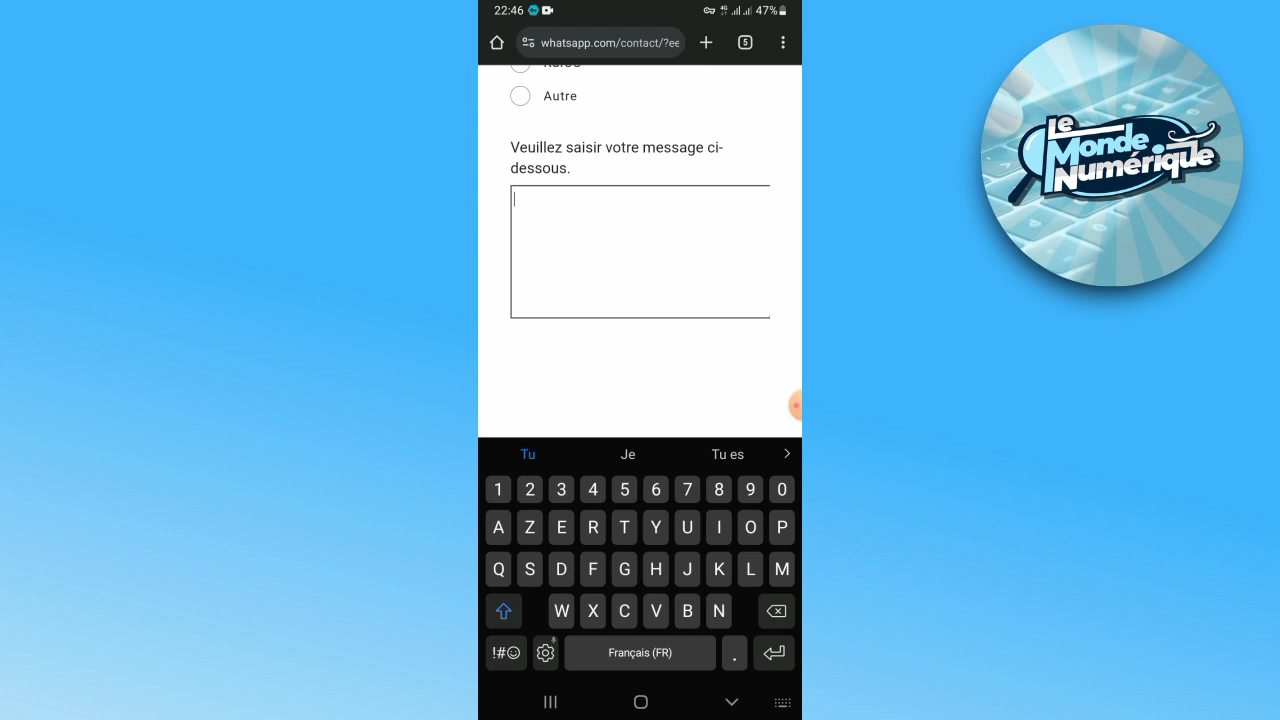 22:46
4G
47%
whatsapp.com/contact/?ee
5
Autre
Veuillez saisir votre message ci-
dessous.
Le
Monde
Numérique
Tu
Je
Tu es
1 2 3 4 5 6 7 8 9 0
A Z E R T Y U I O P
Q S D F G H J K L M
W X C V B N
!#☺
Français (FR)
.